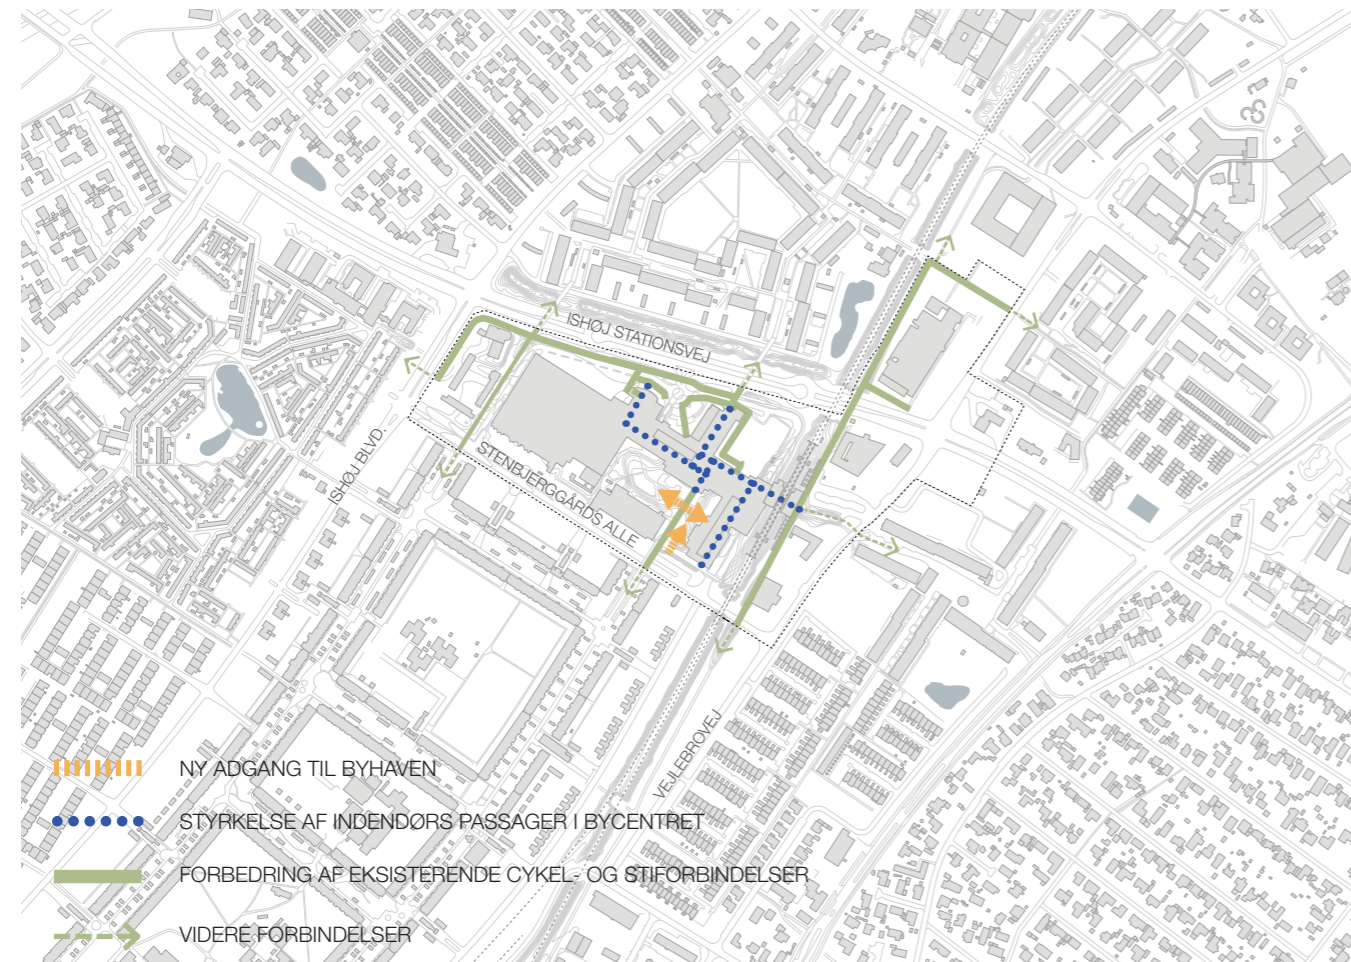 ISHØJ STATIONSVEJ
ISHØJ BLVD.
STENBJERGGÅRDS ALLE
VEJLEBROVEJ
NY ADGANG TIL BYHAVEN
STYRKELSE AF INDENDØRS PASSAGER I BYCENTRET
FORBEDRING AF EKSISTERENDE CYKEL- OG STIFORBINDELSER
VIDERE FORBINDELSER